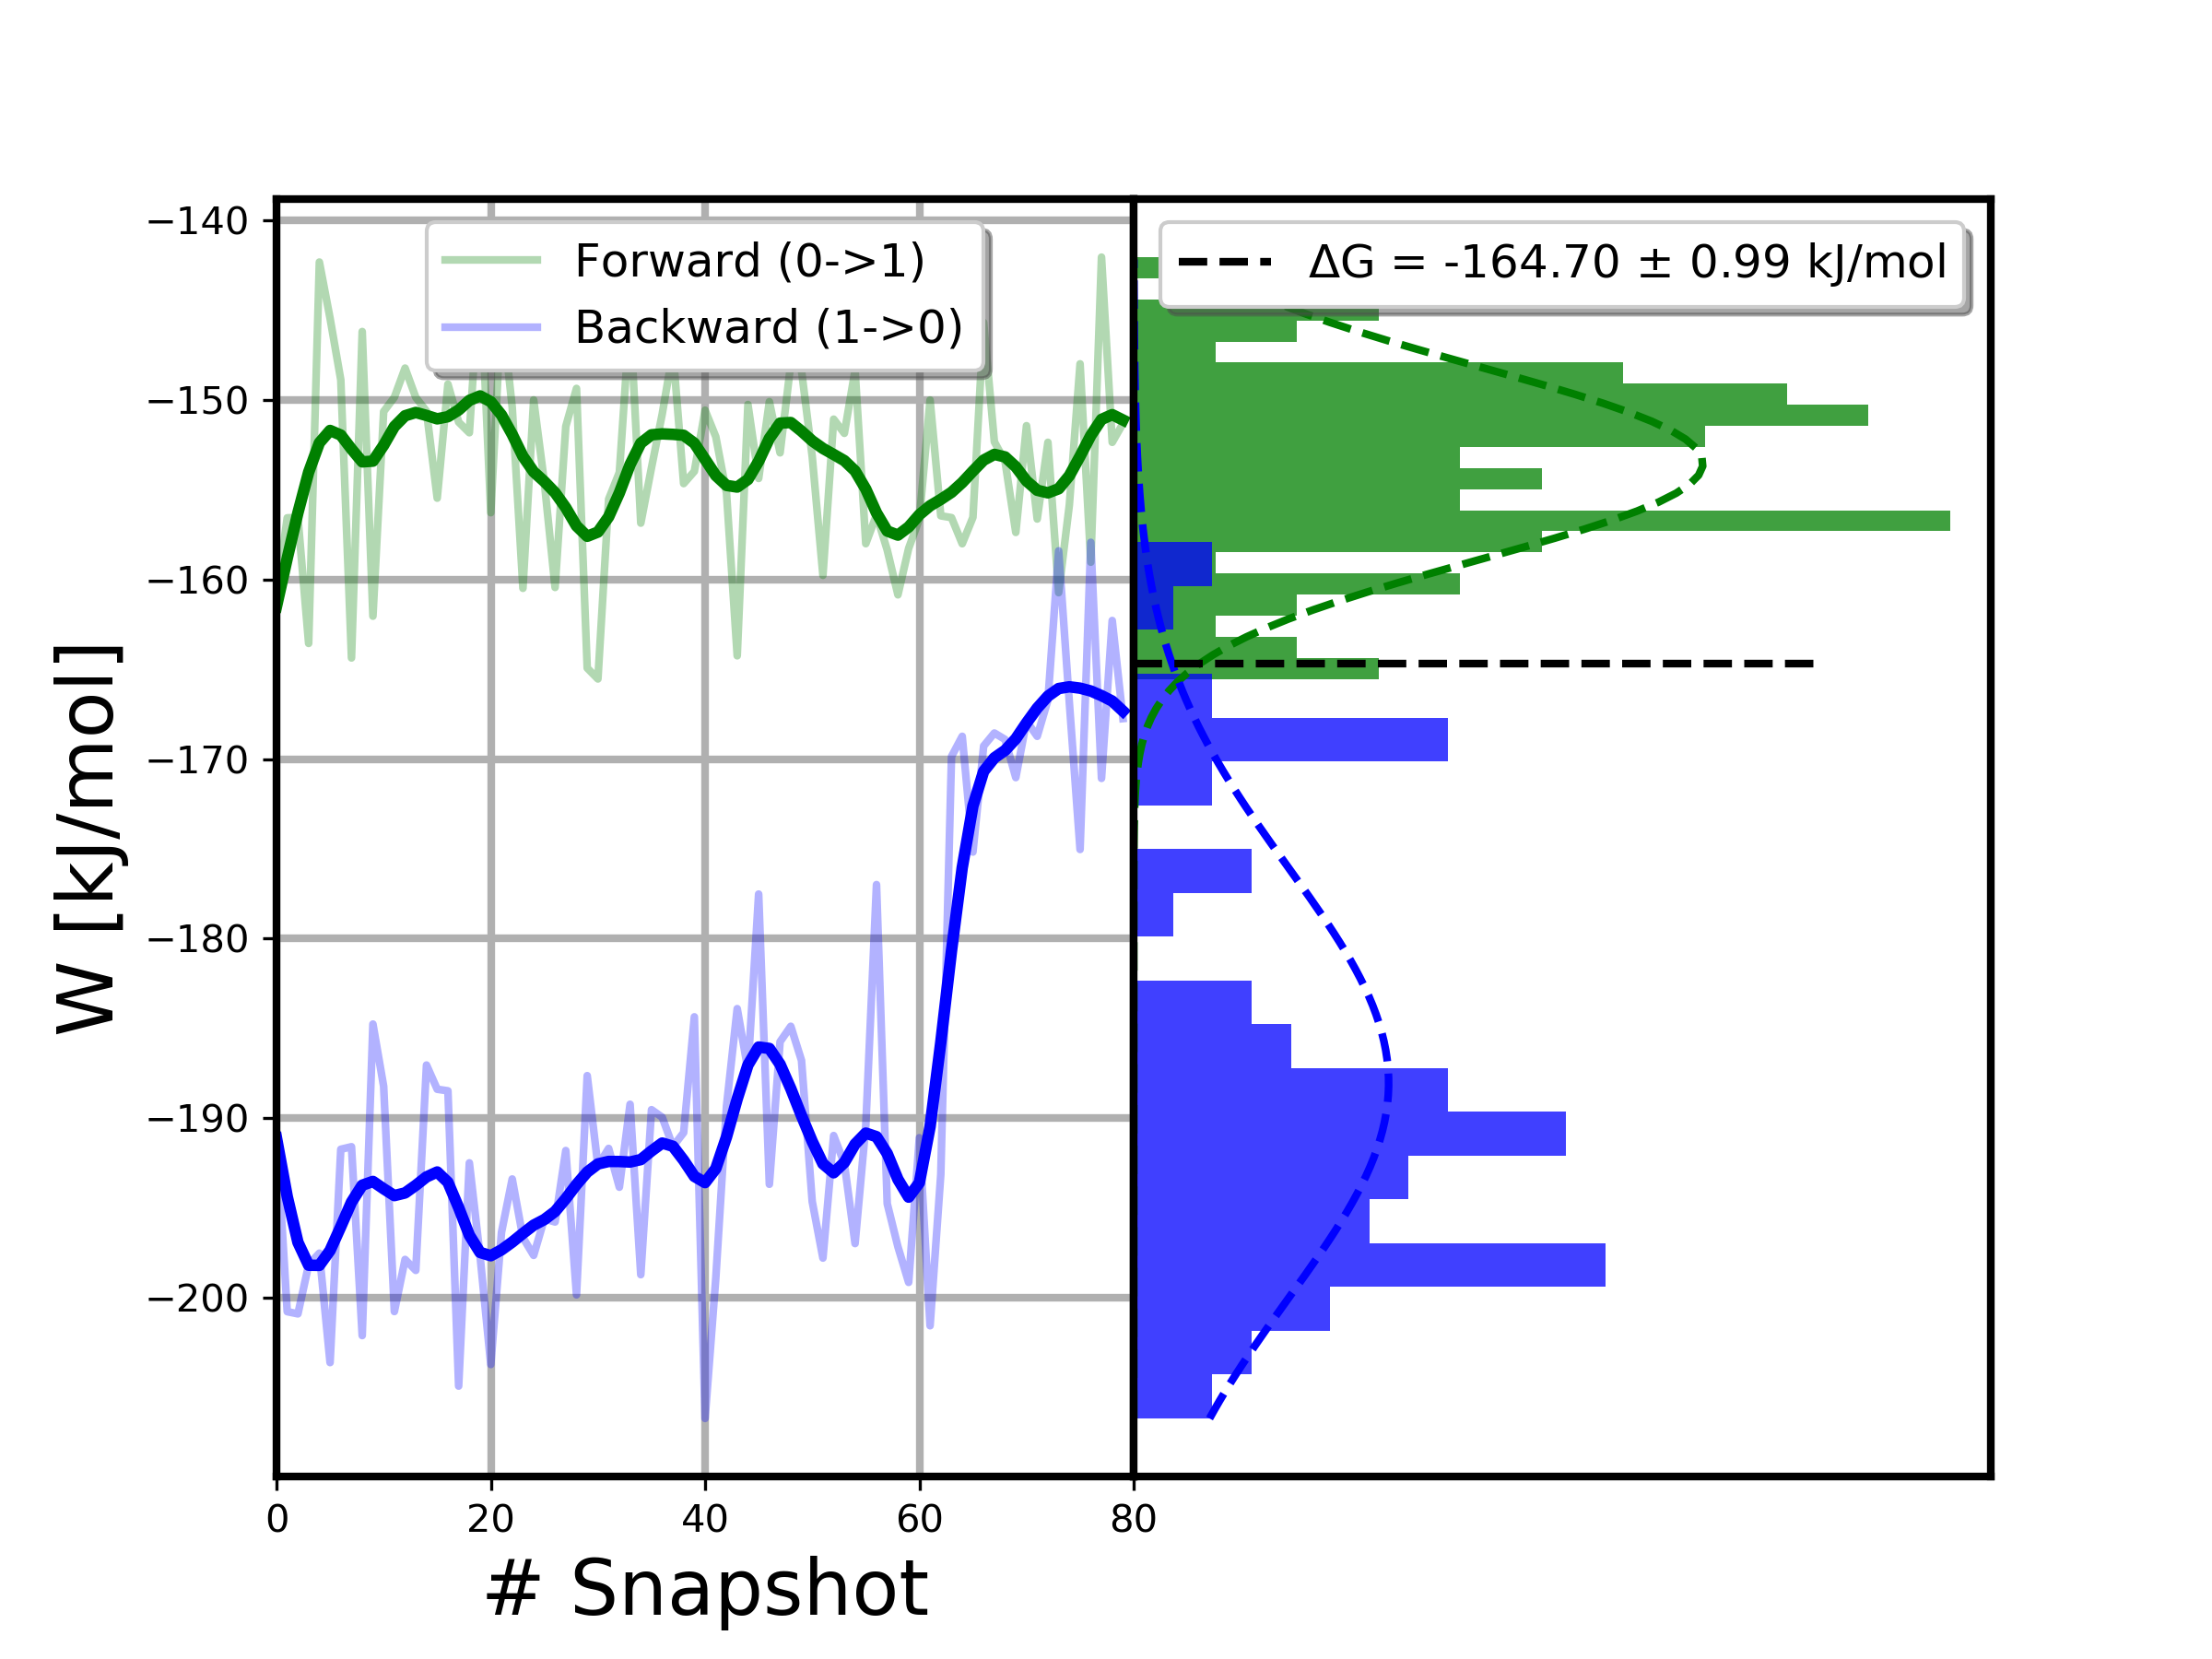 Forward (0->1)
Backward (1->0)
ΔG = -164.70 ± 0.99 kJ/mol
W [kJ/mol]
−140
−150
−160
−170
−180
−190
−200
0 20 40 60 80
# Snapshot